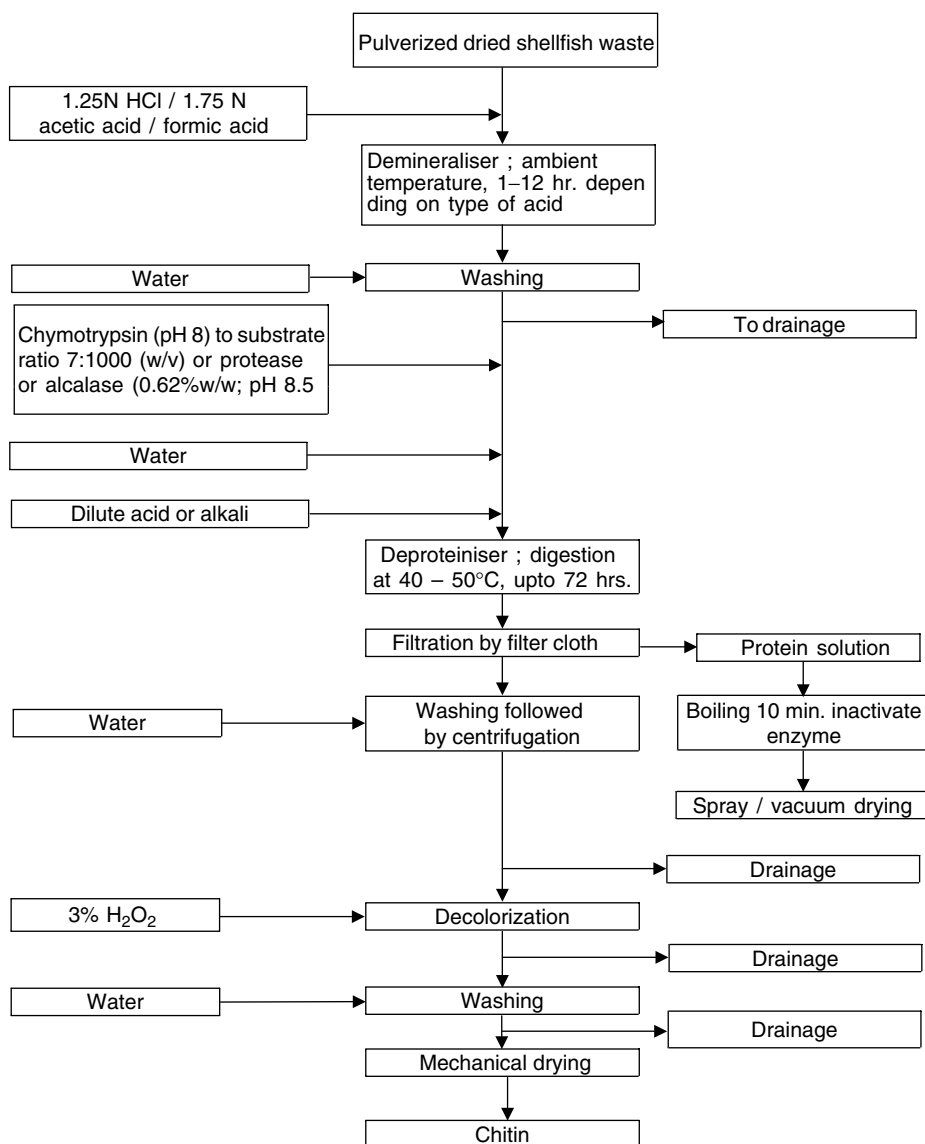 Pulverized dried shellfish waste
1.25N HCl / 1.75 N
acetic acid / formic acid
Demineraliser ; ambient
temperature, 1–12 hr. depen
ding on type of acid
Water
Washing
To drainage
Chymotrypsin (pH 8) to substrate
ratio 7:1000 (w/v) or protease
or alcalase (0.62%w/w; pH 8.5
Water
Dilute acid or alkali
Deproteiniser ; digestion
at 40 – 50°C, upto 72 hrs.
Filtration by filter cloth
Protein solution
Water
Washing followed
by centrifugation
Boiling 10 min. inactivate
enzyme
Spray / vacuum drying
Drainage
3% H₂O₂
Decolorization
Drainage
Water
Washing
Drainage
Mechanical drying
Chitin